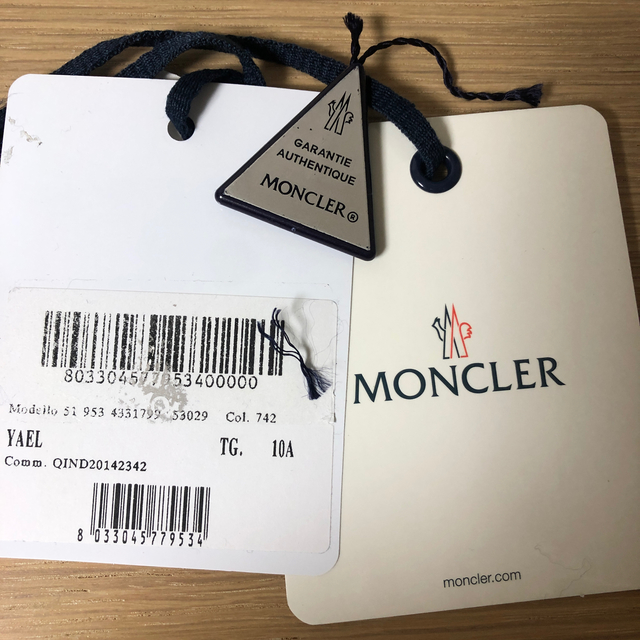 GARANTIE
AUTHENTIQUE
MONCLER®
803304577953400000
Modello 51 953 4331799 53029 Col. 742
YAEL TG. 10A
Comm. QIND20142342
8 033045 779534
MONCLER
moncler.com